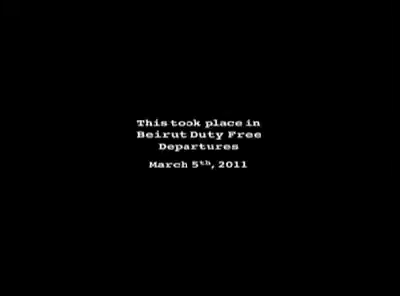 This took place in
Beirut Duty Free
Departures
March 5th, 2011